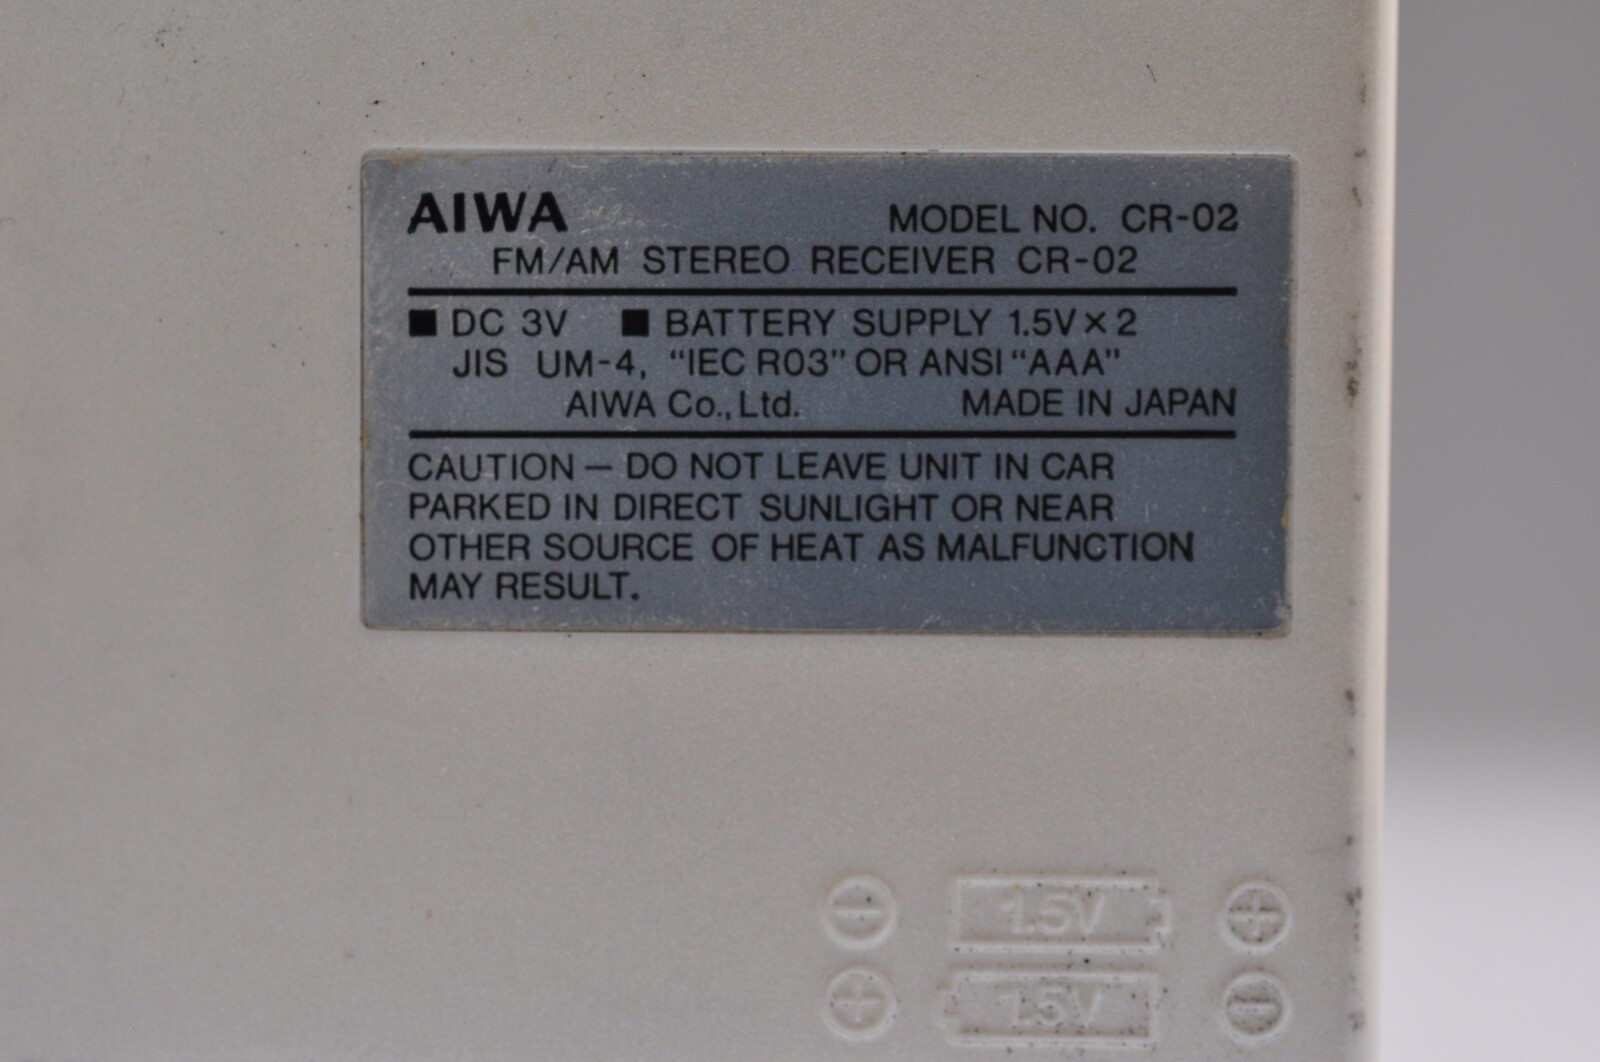 AIWA MODEL NO. CR-02
FM/AM STEREO RECEIVER CR-02
■ DC 3V ■ BATTERY SUPPLY 1.5V×2
JIS UM-4, “IEC R03” OR ANSI “AAA”
AIWA Co., Ltd. MADE IN JAPAN
CAUTION — DO NOT LEAVE UNIT IN CAR
PARKED IN DIRECT SUNLIGHT OR NEAR
OTHER SOURCE OF HEAT AS MALFUNCTION
MAY RESULT.
⊖ 1.5V ⊕
⊕ 1.5V ⊖